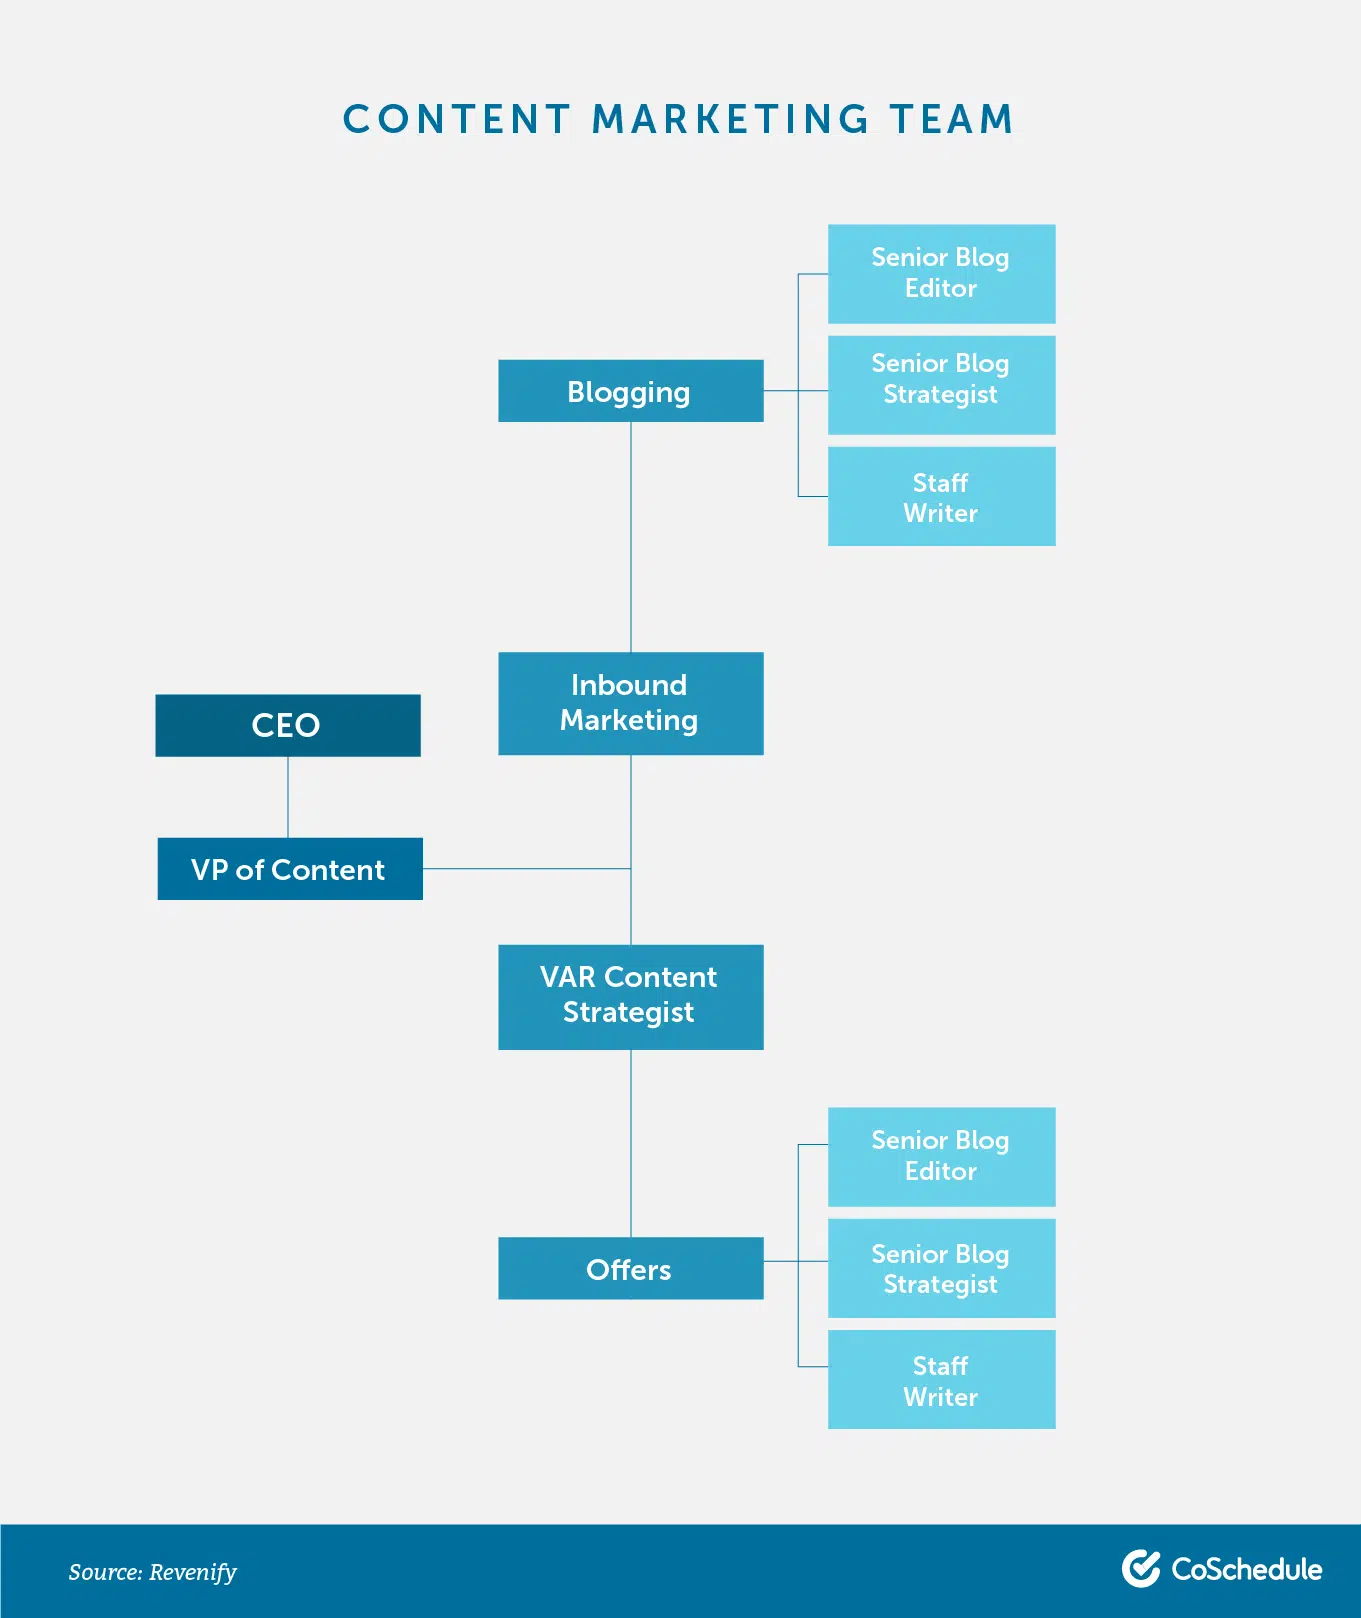 CONTENT MARKETING TEAM
Senior Blog
Editor
Senior Blog
Strategist
Staff
Writer
Blogging
Inbound
Marketing
CEO
VP of Content
VAR Content
Strategist
Senior Blog
Editor
Senior Blog
Strategist
Staff
Writer
Offers
Source: Revenify
CoSchedule